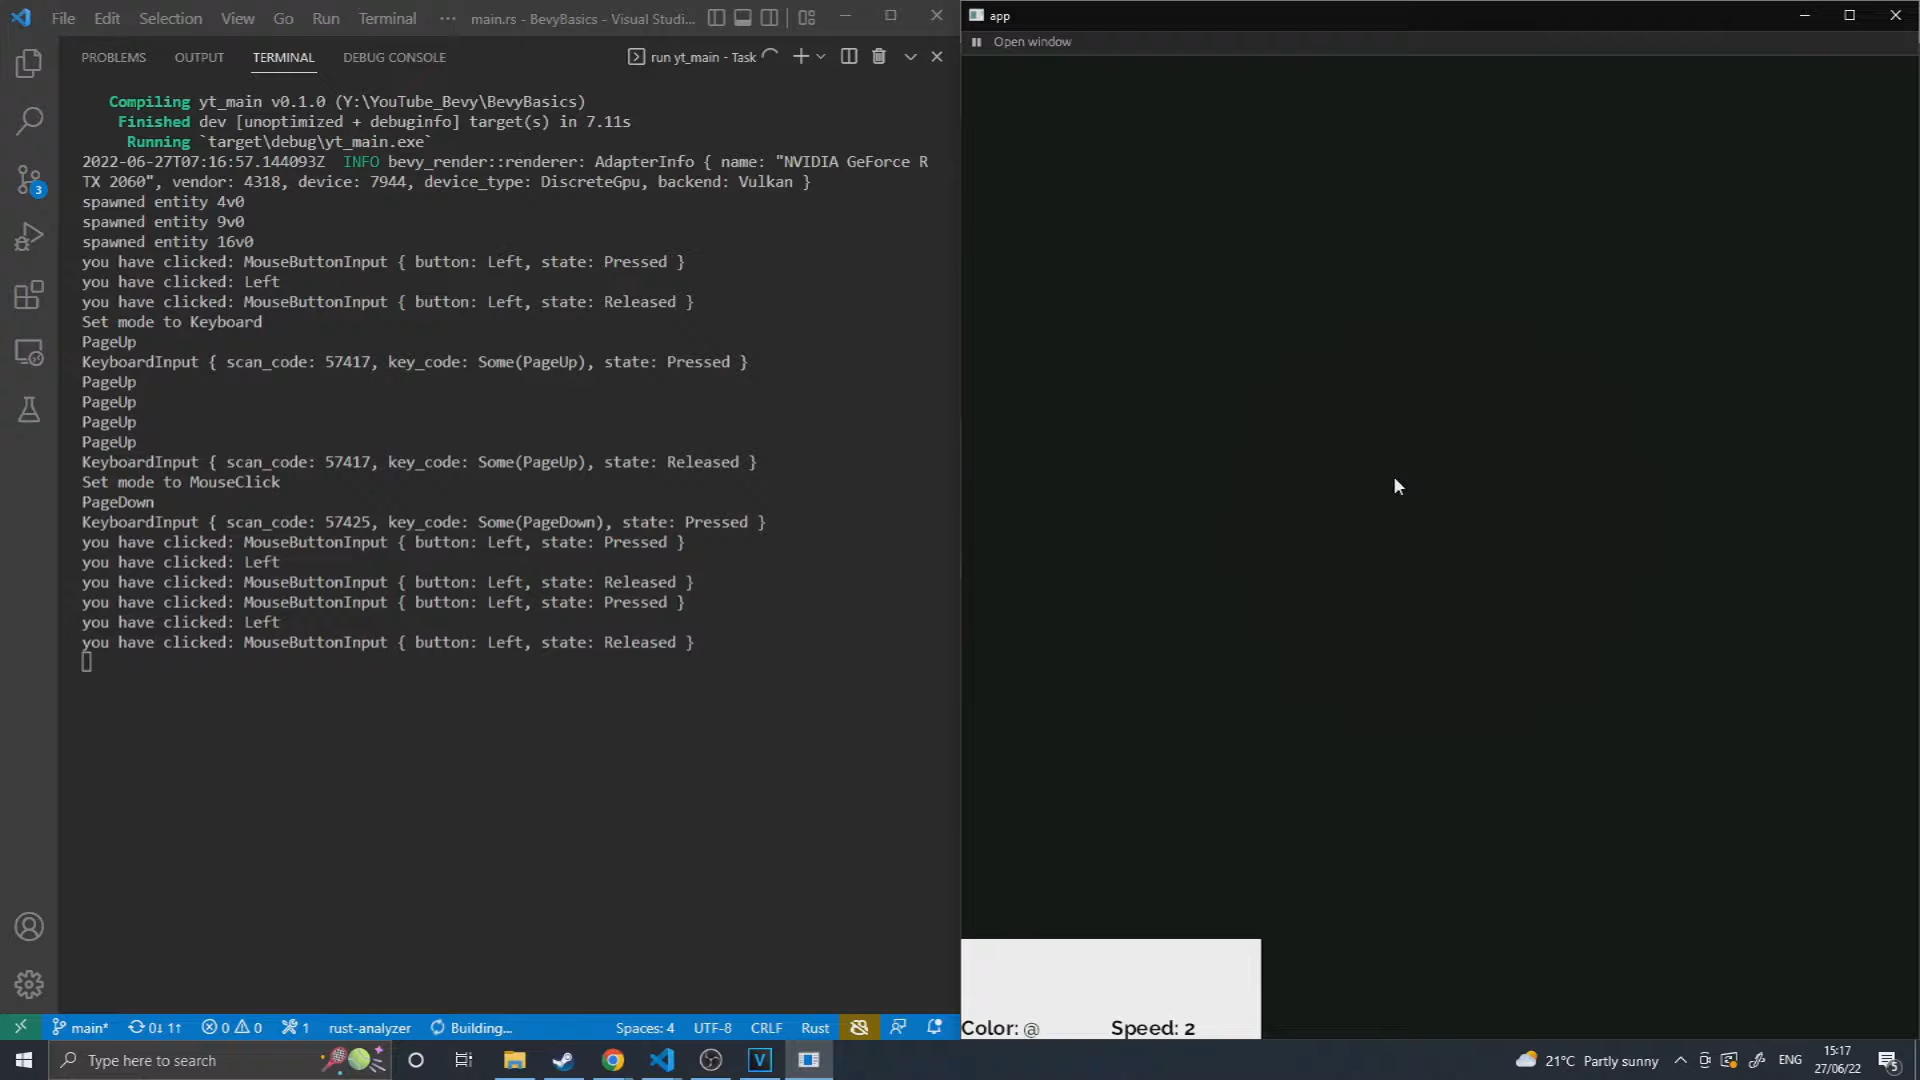 File Edit Selection View Go Run Terminal ··· main.rs - BevyBasics - Visual Studi...
app
Open window
PROBLEMS OUTPUT TERMINAL DEBUG CONSOLE run yt_main - Task
Compiling yt_main v0.1.0 (Y:\YouTube_Bevy\BevyBasics)
Finished dev [unoptimized + debuginfo] target(s) in 7.11s
Running `target\debug\yt_main.exe`
2022-06-27T07:16:57.144093Z INFO bevy_render::renderer: AdapterInfo { name: "NVIDIA GeForce R
TX 2060", vendor: 4318, device: 7944, device_type: DiscreteGpu, backend: Vulkan }
spawned entity 4v0
spawned entity 9v0
spawned entity 16v0
you have clicked: MouseButtonInput { button: Left, state: Pressed }
you have clicked: Left
you have clicked: MouseButtonInput { button: Left, state: Released }
Set mode to Keyboard
PageUp
KeyboardInput { scan_code: 57417, key_code: Some(PageUp), state: Pressed }
PageUp
PageUp
PageUp
PageUp
KeyboardInput { scan_code: 57417, key_code: Some(PageUp), state: Released }
Set mode to MouseClick
PageDown
KeyboardInput { scan_code: 57425, key_code: Some(PageDown), state: Pressed }
you have clicked: MouseButtonInput { button: Left, state: Pressed }
you have clicked: Left
you have clicked: MouseButtonInput { button: Left, state: Released }
you have clicked: MouseButtonInput { button: Left, state: Pressed }
you have clicked: Left
you have clicked: MouseButtonInput { button: Left, state: Released }
3
Color: @ Speed: 2
main* 0↓ 1↑ 0 0 1 rust-analyzer Building... Spaces: 4 UTF-8 CRLF Rust
Type here to search
V
21°C Partly sunny
ENG
15:17
27/06/22
5